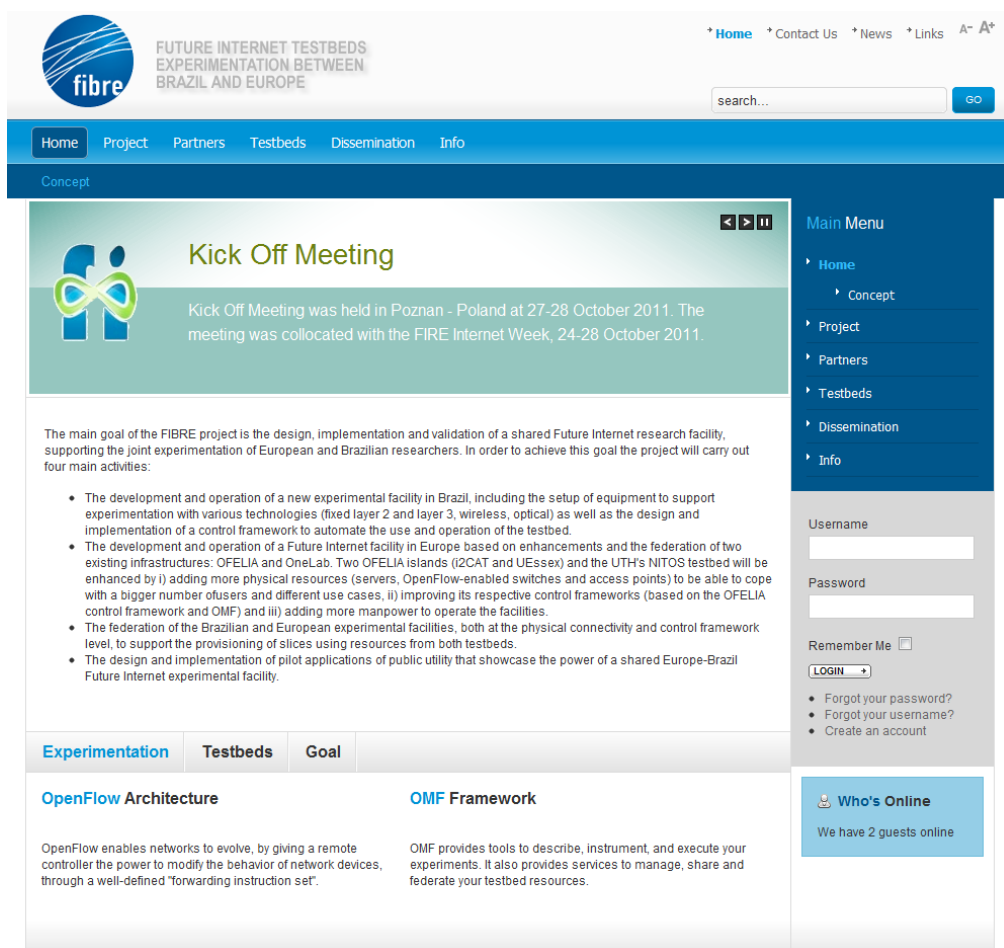 fibre
FUTURE INTERNET TESTBEDS
EXPERIMENTATION BETWEEN
BRAZIL AND EUROPE
Home Contact Us News Links A- A+
search... GO
Home Project Partners Testbeds Dissemination Info
Concept
Kick Off Meeting
Kick Off Meeting was held in Poznan - Poland at 27-28 October 2011. The
meeting was collocated with the FIRE Internet Week, 24-28 October 2011.
The main goal of the FIBRE project is the design, implementation and validation of a shared Future Internet research facility,
supporting the joint experimentation of European and Brazilian researchers. In order to achieve this goal the project will carry out
four main activities:
The development and operation of a new experimental facility in Brazil, including the setup of equipment to support
experimentation with various technologies (fixed layer 2 and layer 3, wireless, optical) as well as the design and
implementation of a control framework to automate the use and operation of the testbed.
The development and operation of a Future Internet facility in Europe based on enhancements and the federation of two
existing infrastructures: OFELIA and OneLab. Two OFELIA islands (i2CAT and UEssex) and the UTH's NITOS testbed will be
enhanced by i) adding more physical resources (servers, OpenFlow-enabled switches and access points) to be able to cope
with a bigger number ofusers and different use cases, ii) improving its respective control frameworks (based on the OFELIA
control framework and OMF) and iii) adding more manpower to operate the facilities.
The federation of the Brazilian and European experimental facilities, both at the physical connectivity and control framework
level, to support the provisioning of slices using resources from both testbeds.
The design and implementation of pilot applications of public utility that showcase the power of a shared Europe-Brazil
Future Internet experimental facility.
Experimentation Testbeds Goal
OpenFlow Architecture
OpenFlow enables networks to evolve, by giving a remote
controller the power to modify the behavior of network devices,
through a well-defined "forwarding instruction set".
OMF Framework
OMF provides tools to describe, instrument, and execute your
experiments. It also provides services to manage, share and
federate your testbed resources.
Main Menu
Home
Concept
Project
Partners
Testbeds
Dissemination
Info
Username
Password
Remember Me
LOGIN
Forgot your password?
Forgot your username?
Create an account
Who's Online
We have 2 guests online